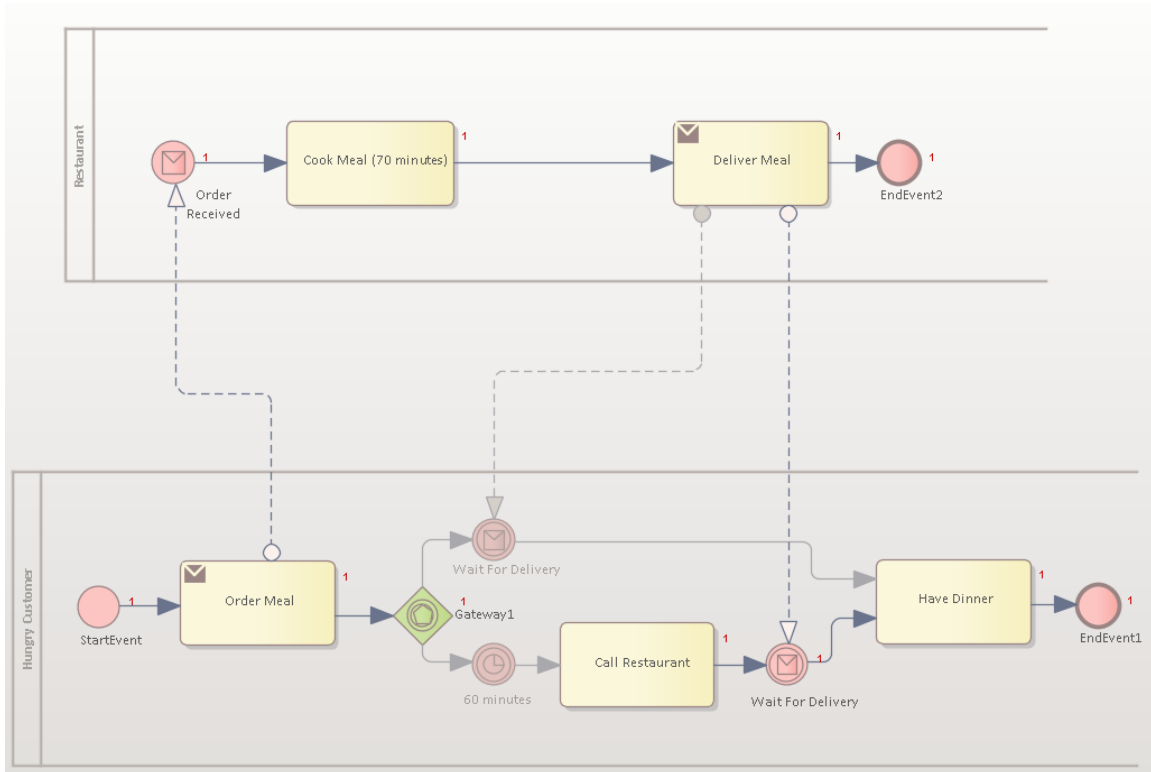 Restaurant
1
Order
Received
Cook Meal (70 minutes)
1
Deliver Meal
1
1
EndEvent2
Hungry Customer
1
StartEvent
Order Meal
1
1
Gateway1
Wait For Delivery
60 minutes
Call Restaurant
1
1
Wait For Delivery
Have Dinner
1
1
EndEvent1